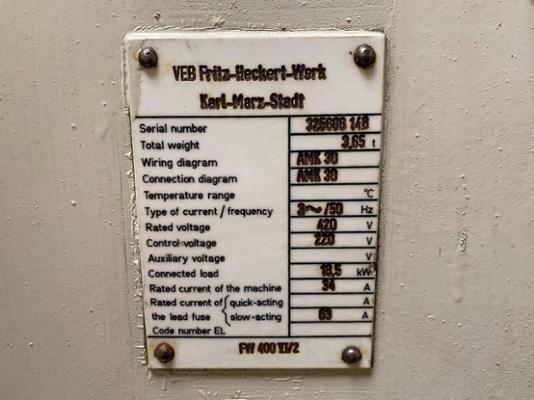 VEB Fritz-Heckert-Werk
Karl-Marx-Stadt
Serial number 325606 148
Total weight 3,65 t
Wiring diagram AMK 30
Connection diagram AMK 30
Temperature range °C
Type of current / frequency 3~/50 Hz
Rated voltage 420 V
Control voltage 220 V
Auxiliary voltage V
Connected load 18,5 kW
Rated current of the machine 34 A
Rated current of { quick-acting A
the lead fuse { slow-acting 63 A
Code number EL
FW 400 VI/2